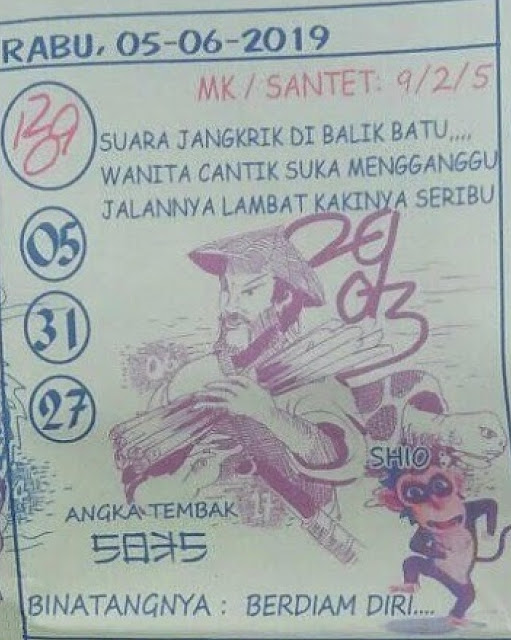 RABU, 05-06-2019
MK / SANTET: 9/2/5
SUARA JANGKRIK DI BALIK BATU,,,,
WANITA CANTIK SUKA MENGGANGGU
JALANNYA LAMBAT KAKINYA SERIBU
05
31
27
SHIO
ANGKA TEMBAK
BINATANGNYA : BERDIAM DIRI....